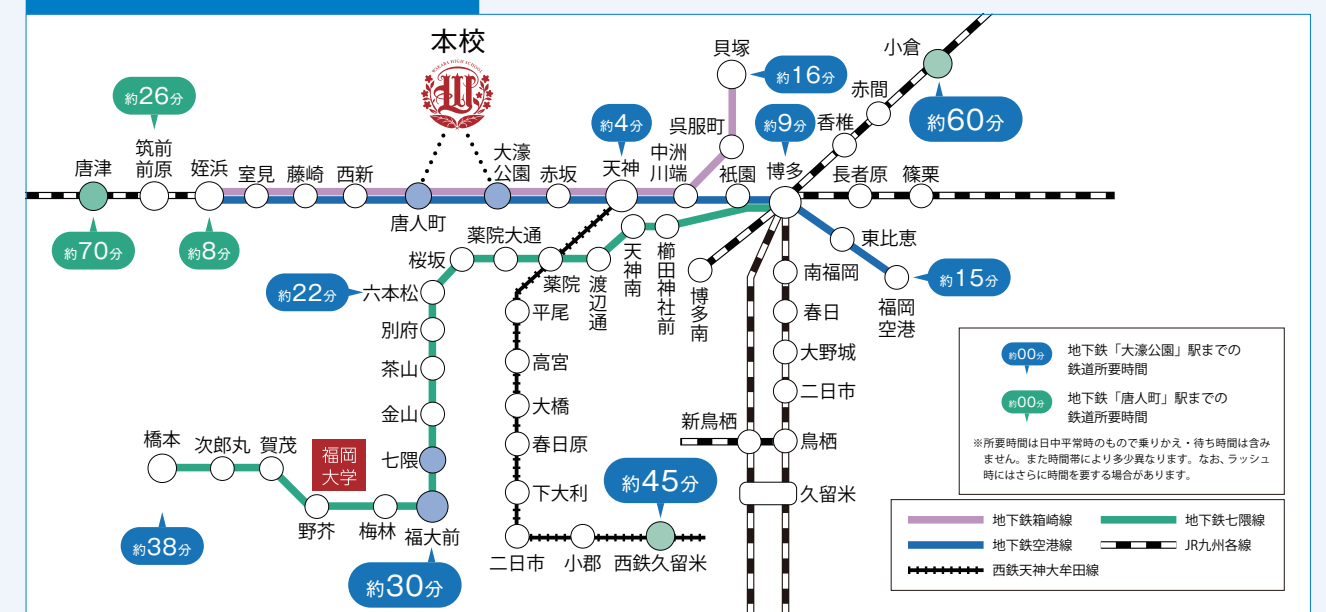 本校
WAKABA HIGH SCHOOL
貝塚
約16分
小倉
約60分
赤間
香椎
約26分
約4分
呉服町
約9分
唐津
筑前
前原
姪浜
室見
藤崎
西新
大濠
公園
赤坂
天神
中洲
川端
祇園
博多
長者原
篠栗
唐人町
約70分
約8分
薬院大通
桜坂
薬院
渡辺通
天神南
櫛田神社前
博多南
東比恵
福岡
空港
約15分
約22分
六本松
別府
茶山
金山
七隈
福大前
約30分
平尾
高宮
大橋
春日原
下大利
二日市
小郡
西鉄久留米
約45分
南福岡
春日
大野城
二日市
新鳥栖
鳥栖
久留米
橋本
次郎丸
賀茂
福岡
大学
野芥
梅林
約38分
約00分
地下鉄「大濠公園」駅までの
鉄道所要時間
約00分
地下鉄「唐人町」駅までの
鉄道所要時間
※所要時間は日中平常時のもので乗りかえ・待ち時間は含み
ません。また時間帯により多少異なります。なお、ラッシュ
時にはさらに時間を要する場合があります。
地下鉄箱崎線
地下鉄七隈線
地下鉄空港線
JR九州各線
西鉄天神大牟田線